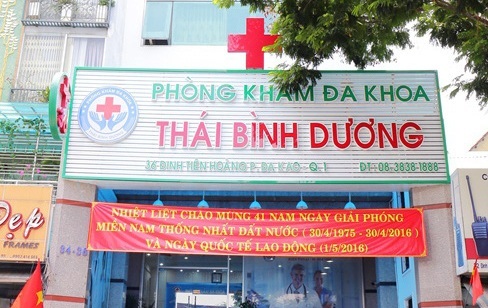 PHÒNG KHÁM ĐA KHOA
THÁI BÌNH DƯƠNG
36 ĐINH TIÊN HOÀNG P. ĐA KAO - Q. 1 ĐT: 08-3838-1888
NHIỆT LIỆT CHÀO MỪNG 41 NĂM NGÀY GIẢI PHÓNG
MIỀN NAM THỐNG NHẤT ĐẤT NƯỚC ( 30/4/1975 - 30/4/2016 )
VÀ NGÀY QUỐC TẾ LAO ĐỘNG (1/5/2016)
Đẹp
FRAMES